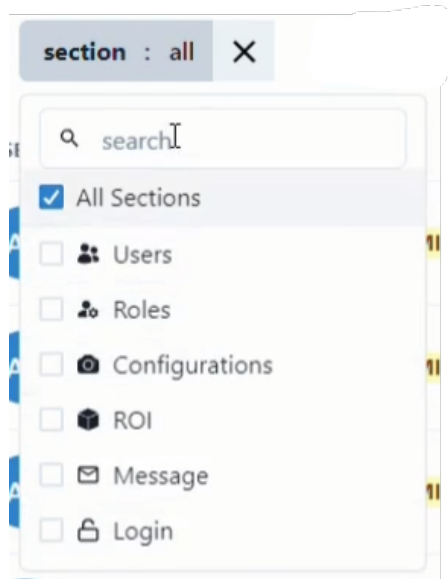 section : all
search
All Sections
Users
Roles
Configurations
ROI
Message
Login